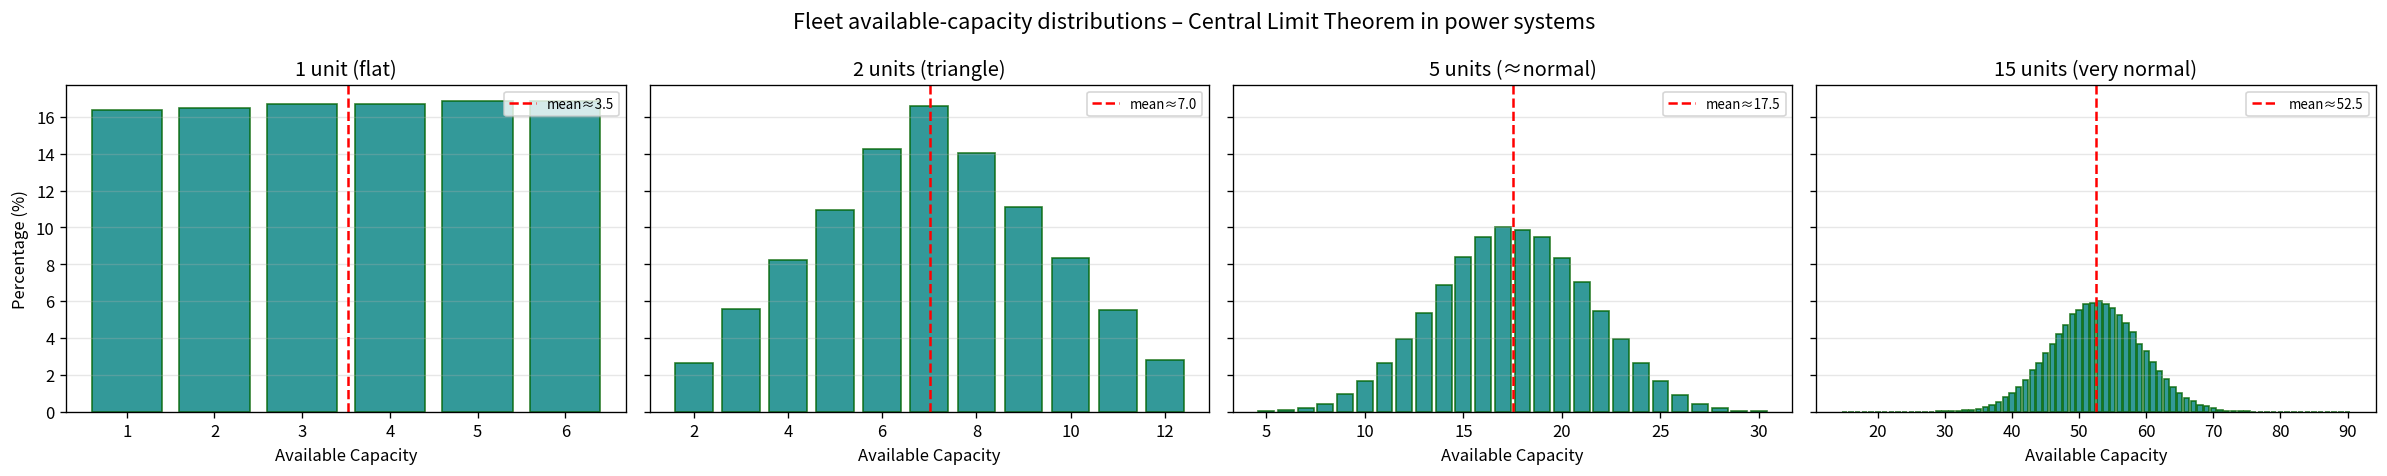 Fleet available-capacity distributions – Central Limit Theorem in power systems
1 unit (flat)
mean≈3.5
Percentage (%)
16
14
12
10
8
6
4
2
0
1 2 3 4 5 6
Available Capacity
2 units (triangle)
mean≈7.0
2 4 6 8 10 12
Available Capacity
5 units (≈normal)
mean≈17.5
5 10 15 20 25 30
Available Capacity
15 units (very normal)
mean≈52.5
20 30 40 50 60 70 80 90
Available Capacity